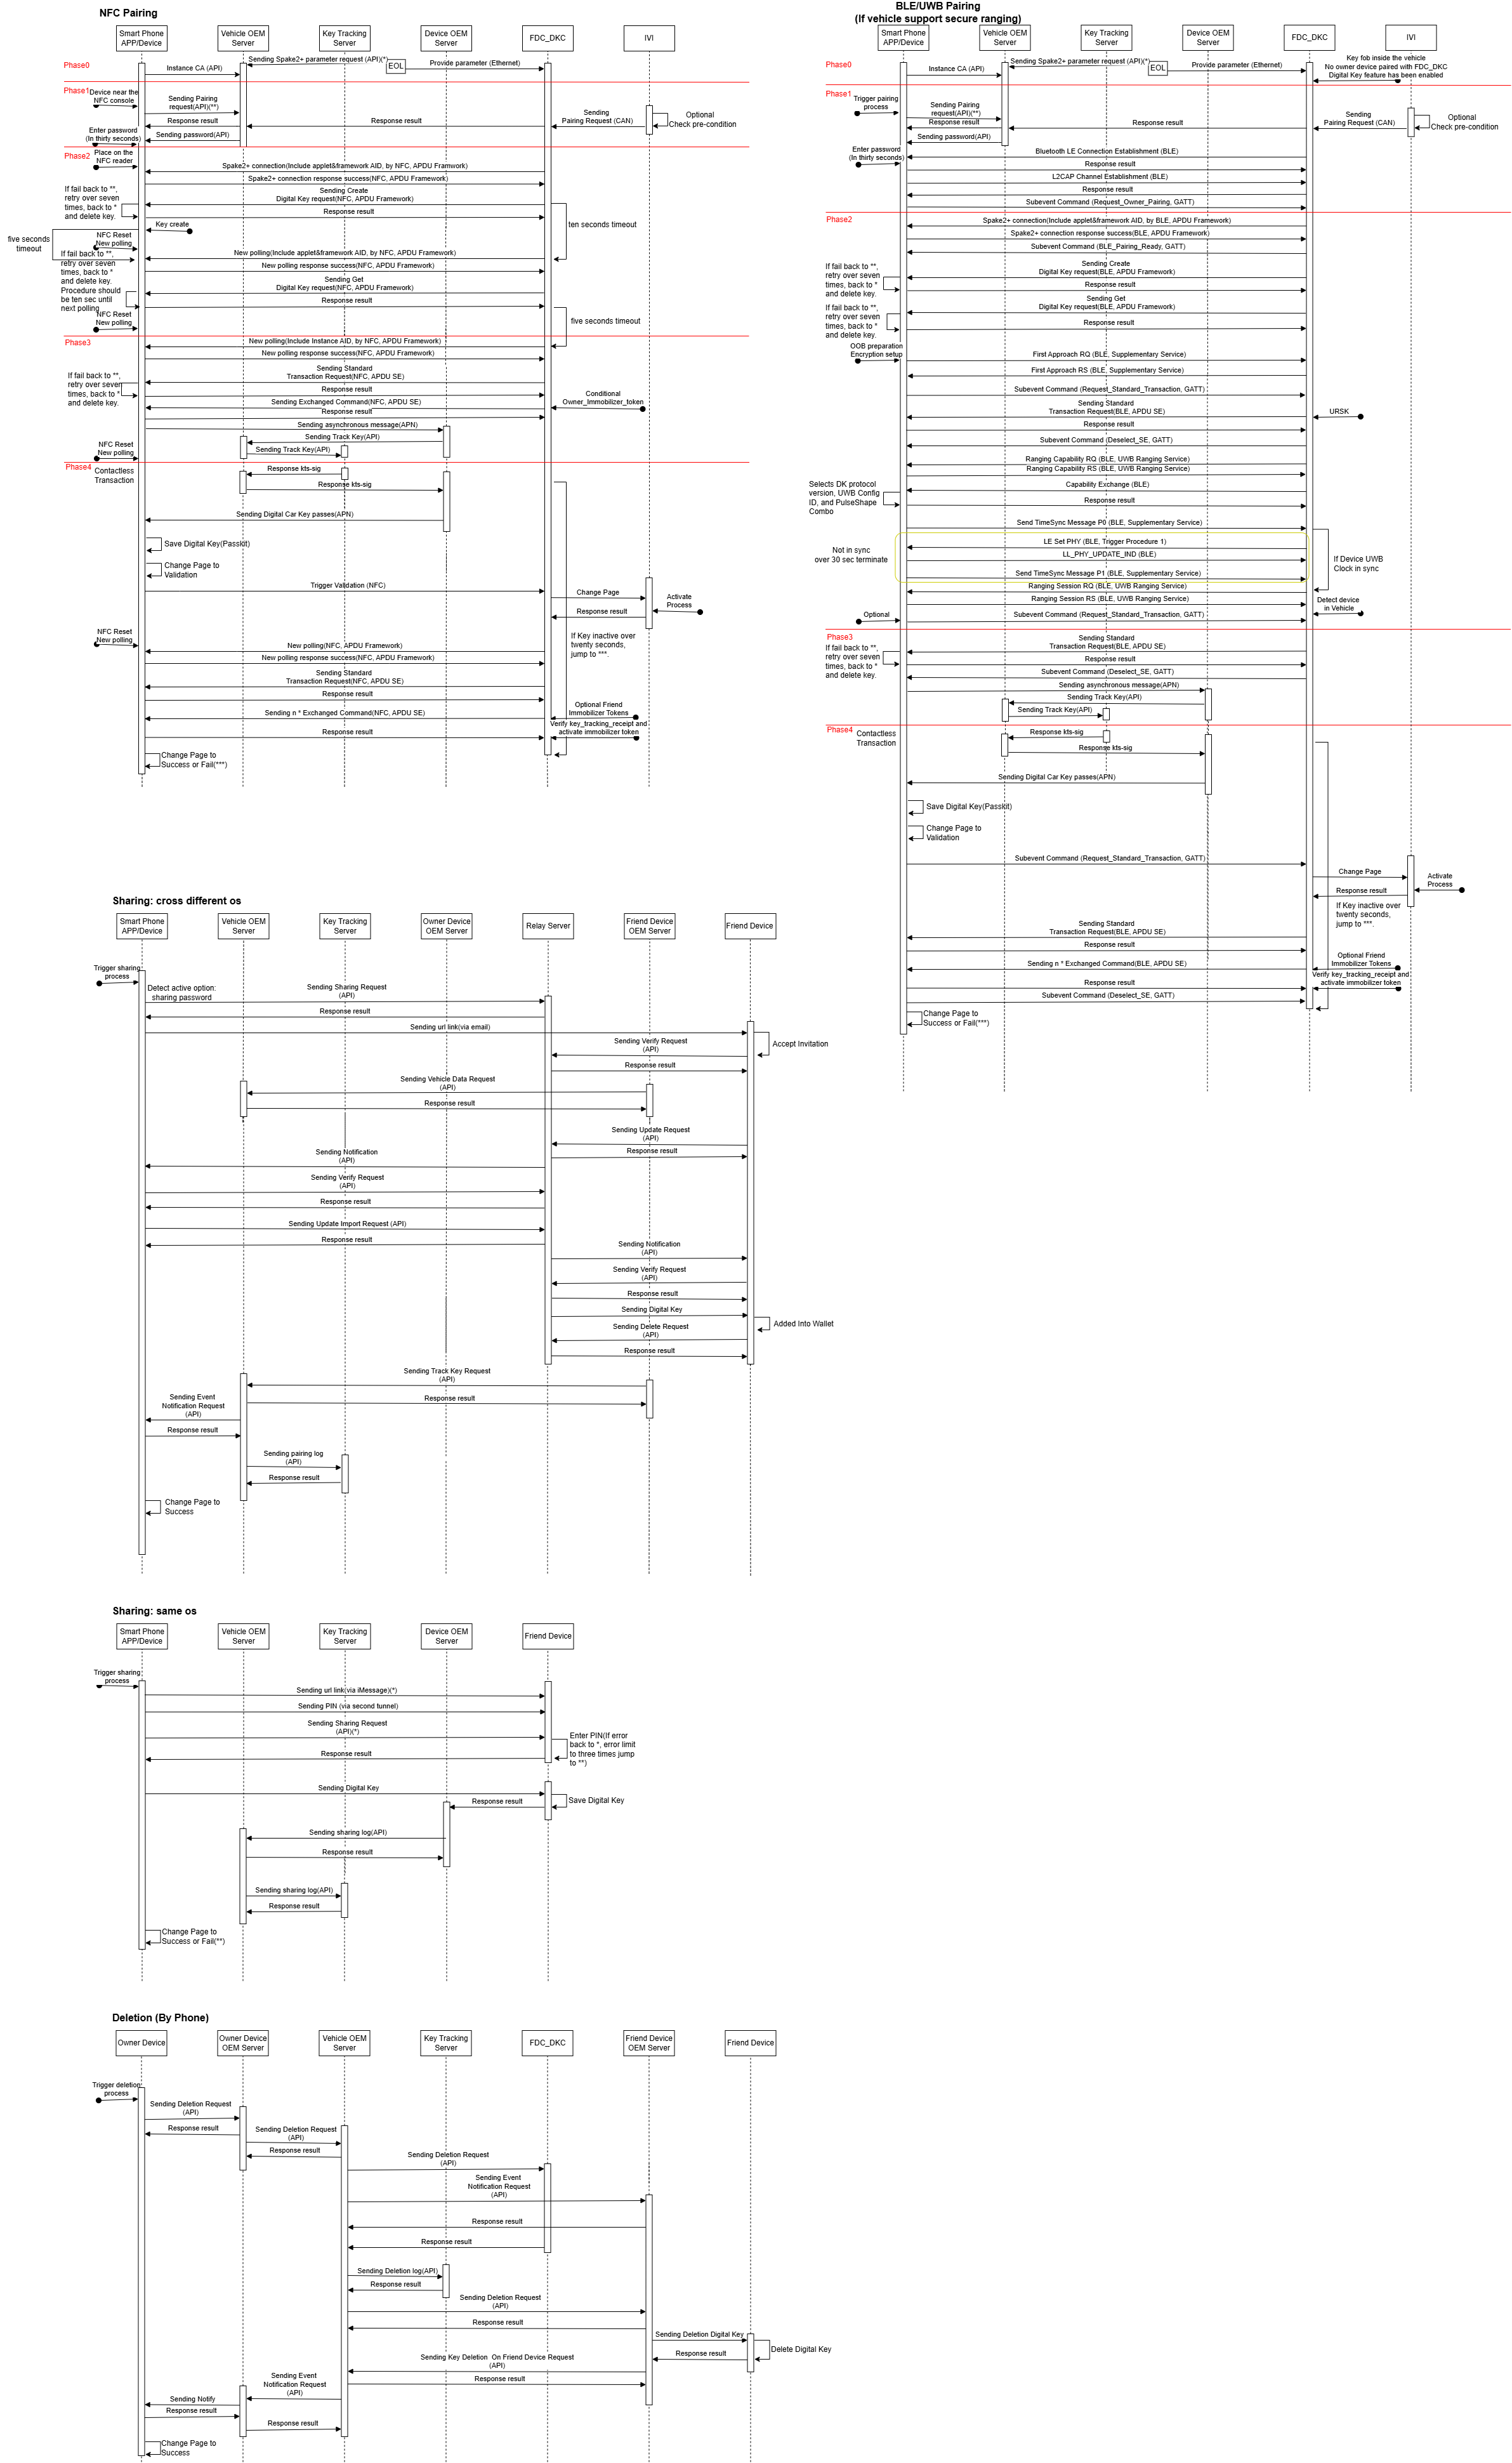 NFC Pairing
Smart Phone
APP/Device
Vehicle OEM
Server
Key Tracking
Server
Device OEM
Server
FDC_DKC
IVI
Phase0
Sending Spake2+ parameter request (API)(*)
EOL
Provide parameter (Ethernet)
Instance CA (API)
Phase1
Device near the
NFC console
Sending Pairing
request(API)(**)
Response result
Response result
Sending
Pairing Request (CAN)
Optional
Check pre-condition
Enter password
(In thirty seconds)
Sending password(API)
Phase2
Place on the
NFC reader
Spake2+ connection(Include applet&framework AID, by NFC, APDU Framwork)
Spake2+ connection response success(NFC, APDU Framework)
If fail back to **,
retry over seven
times, back to *
and delete key.
Sending Create
Digital Key request(NFC, APDU Framework)
Response result
ten seconds timeout
Key create
five seconds
timeout
NFC Reset
New polling
If fail back to **,
retry over seven
times, back to *
and delete key.
Procedure should
be ten sec until
next polling
New polling(Include applet&framework AID, by NFC, APDU Framework)
New polling response success(NFC, APDU Framework)
Sending Get
Digital Key request(NFC, APDU Framework)
Response result
NFC Reset
New polling
five seconds timeout
Phase3
New polling(Include Instance AID, by NFC, APDU Framework)
New polling response success(NFC, APDU Framework)
If fail back to **,
retry over seven
times, back to *
and delete key.
Sending Standard
Transaction Request(NFC, APDU SE)
Response result
Sending Exchanged Command(NFC, APDU SE)
Response result
Conditional
Owner_Immobilizer_token
Sending asynchronous message(APN)
Sending Track Key(API)
Sending Track Key(API)
NFC Reset
New polling
Phase4
Contactless
Transaction
Response kts-sig
Response kts-sig
Sending Digital Car Key passes(APN)
Save Digital Key(Passkit)
Change Page to
Validation
Trigger Validation (NFC)
Change Page
Response result
Activate
Process
If Key inactive over
twenty seconds,
jump to ***.
NFC Reset
New polling
New polling(NFC, APDU Framework)
New polling response success(NFC, APDU Framework)
Sending Standard
Transaction Request(NFC, APDU SE)
Response result
Sending n * Exchanged Command(NFC, APDU SE)
Optional Friend
Immobilizer Tokens
Verify key_tracking_receipt and
activate immobilizer token
Response result
Change Page to
Success or Fail(***)
BLE/UWB Pairing
(If vehicle support secure ranging)
Smart Phone
APP/Device
Vehicle OEM
Server
Key Tracking
Server
Device OEM
Server
FDC_DKC
IVI
Phase0
Sending Spake2+ parameter request (API)(*)
EOL
Provide parameter (Ethernet)
Instance CA (API)
Key fob inside the vehicle
No owner device paired with FDC_DKC
Digital Key feature has been enabled
Phase1
Trigger pairing
process
Sending Pairing
request(API)(**)
Response result
Response result
Sending
Pairing Request (CAN)
Optional
Check pre-condition
Sending password(API)
Enter password
(In thirty seconds)
Bluetooth LE Connection Establishment (BLE)
Response result
L2CAP Channel Establishment (BLE)
Response result
Subevent Command (Request_Owner_Pairing, GATT)
Phase2
Spake2+ connection(Include applet&framework AID, by BLE, APDU Framework)
Spake2+ connection response success(BLE, APDU Framework)
Subevent Command (BLE_Pairing_Ready, GATT)
If fail back to **,
retry over seven
times, back to *
and delete key.
Sending Create
Digital Key request(BLE, APDU Framework)
Response result
If fail back to **,
retry over seven
times, back to *
and delete key.
Sending Get
Digital Key request(BLE, APDU Framework)
Response result
OOB preparation
Encryption setup
First Approach RQ (BLE, Supplementary Service)
First Approach RS (BLE, Supplementary Service)
Subevent Command (Request_Standard_Transaction, GATT)
Sending Standard
Transaction Request(BLE, APDU SE)
URSK
Response result
Subevent Command (Deselect_SE, GATT)
Ranging Capability RQ (BLE, UWB Ranging Service)
Ranging Capability RS (BLE, UWB Ranging Service)
Selects DK protocol
version, UWB Config
ID, and PulseShape
Combo
Capability Exchange (BLE)
Response result
Send TimeSync Message P0 (BLE, Supplementary Service)
Not in sync
over 30 sec terminate
LE Set PHY (BLE, Trigger Procedure 1)
LL_PHY_UPDATE_IND (BLE)
Send TimeSync Message P1 (BLE, Supplementary Service)
If Device UWB
Clock in sync
Ranging Session RQ (BLE, UWB Ranging Service)
Ranging Session RS (BLE, UWB Ranging Service)
Detect device
in Vehicle
Optional
Subevent Command (Request_Standard_Transaction, GATT)
Phase3
If fail back to **,
retry over seven
times, back to *
and delete key.
Sending Standard
Transaction Request(BLE, APDU SE)
Response result
Subevent Command (Deselect_SE, GATT)
Sending asynchronous message(APN)
Sending Track Key(API)
Sending Track Key(API)
Phase4
Contactless
Transaction
Response kts-sig
Response kts-sig
Sending Digital Car Key passes(APN)
Save Digital Key(Passkit)
Change Page to
Validation
Subevent Command (Request_Standard_Transaction, GATT)
Change Page
Response result
Activate
Process
If Key inactive over
twenty seconds,
jump to ***.
Sending Standard
Transaction Request(BLE, APDU SE)
Response result
Sending n * Exchanged Command(BLE, APDU SE)
Optional Friend
Immobilizer Tokens
Verify key_tracking_receipt and
activate immobilizer token
Response result
Subevent Command (Deselect_SE, GATT)
Change Page to
Success or Fail(***)
Sharing: cross different os
Smart Phone
APP/Device
Vehicle OEM
Server
Key Tracking
Server
Owner Device
OEM Server
Relay Server
Friend Device
OEM Server
Friend Device
Trigger sharing
process
Detect active option:
sharing password
Sending Sharing Request
(API)
Response result
Sending url link(via email)
Sending Verify Request
(API)
Accept Invitation
Response result
Sending Vehicle Data Request
(API)
Response result
Sending Update Request
(API)
Response result
Sending Notification
(API)
Sending Verify Request
(API)
Response result
Sending Update Import Request (API)
Response result
Sending Notification
(API)
Sending Verify Request
(API)
Response result
Sending Digital Key
Added Into Wallet
Sending Delete Request
(API)
Response result
Sending Track Key Request
(API)
Response result
Sending Event
Notification Request
(API)
Response result
Sending pairing log
(API)
Response result
Change Page to
Success
Sharing: same os
Smart Phone
APP/Device
Vehicle OEM
Server
Key Tracking
Server
Device OEM
Server
Friend Device
Trigger sharing
process
Sending url link(via iMessage)(*)
Sending PIN (via second tunnel)
Sending Sharing Request
(API)(*)
Enter PIN(If error
back to *, error limit
to three times jump
to **)
Response result
Sending Digital Key
Save Digital Key
Response result
Sending sharing log(API)
Response result
Sending sharing log(API)
Response result
Change Page to
Success or Fail(**)
Deletion (By Phone)
Owner Device
Owner Device
OEM Server
Vehicle OEM
Server
Key Tracking
Server
FDC_DKC
Friend Device
OEM Server
Friend Device
Trigger deletion
process
Sending Deletion Request
(API)
Response result
Sending Deletion Request
(API)
Response result
Sending Deletion Request
(API)
Sending Event
Notification Request
(API)
Response result
Response result
Sending Deletion log(API)
Response result
Sending Deletion Request
(API)
Response result
Sending Deletion Digital Key
Delete Digital Key
Response result
Sending Key Deletion On Friend Device Request
(API)
Response result
Sending Event
Notification Request
(API)
Sending Notify
Response result
Response result
Change Page to
Success